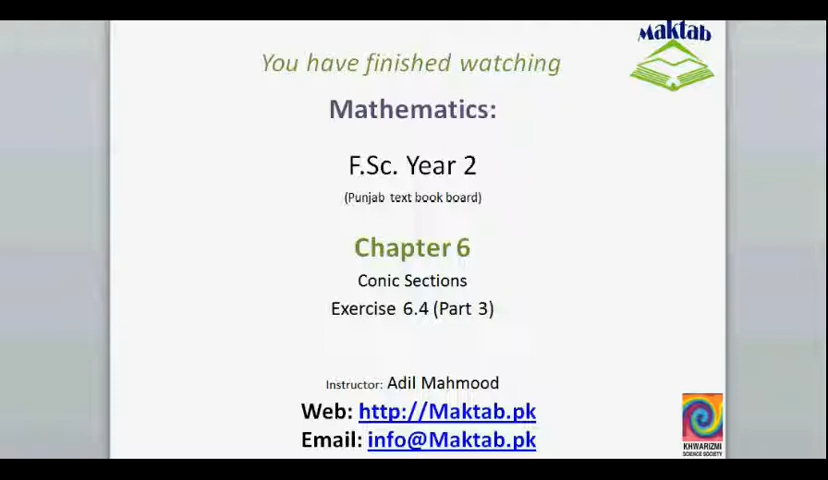 Maktab
You have finished watching
Mathematics:
F.Sc. Year 2
(Punjab text book board)
Chapter 6
Conic Sections
Exercise 6.4 (Part 3)
Instructor: Adil Mahmood
Web: http://Maktab.pk
Email: info@Maktab.pk
KHWARIZMI
SCIENCE SOCIETY